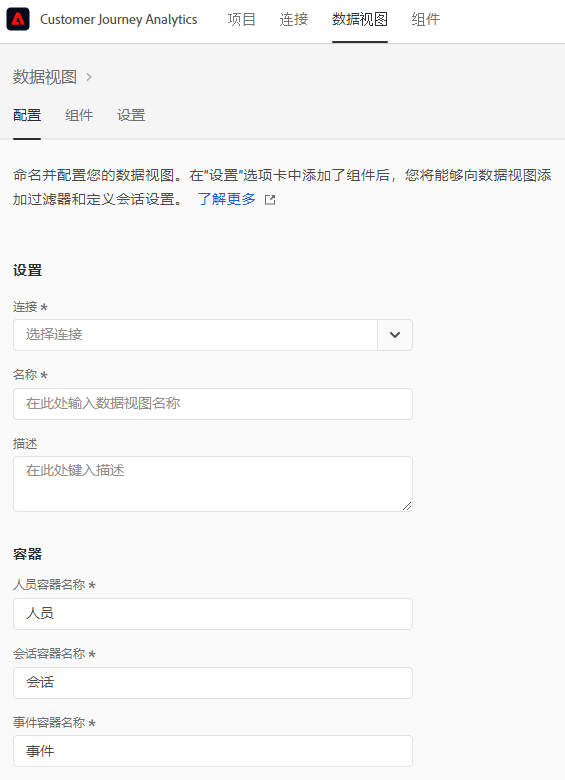 Customer Journey Analytics 项目 连接 数据视图 组件
数据视图 >
配置 组件 设置
命名并配置您的数据视图。在“设置”选项卡中添加了组件后，您将能够向数据视图添
加过滤器和定义会话设置。 了解更多
设置
连接 *
选择连接
名称 *
在此处输入数据视图名称
描述
在此处键入描述
容器
人员容器名称 *
人员
会话容器名称 *
会话
事件容器名称 *
事件